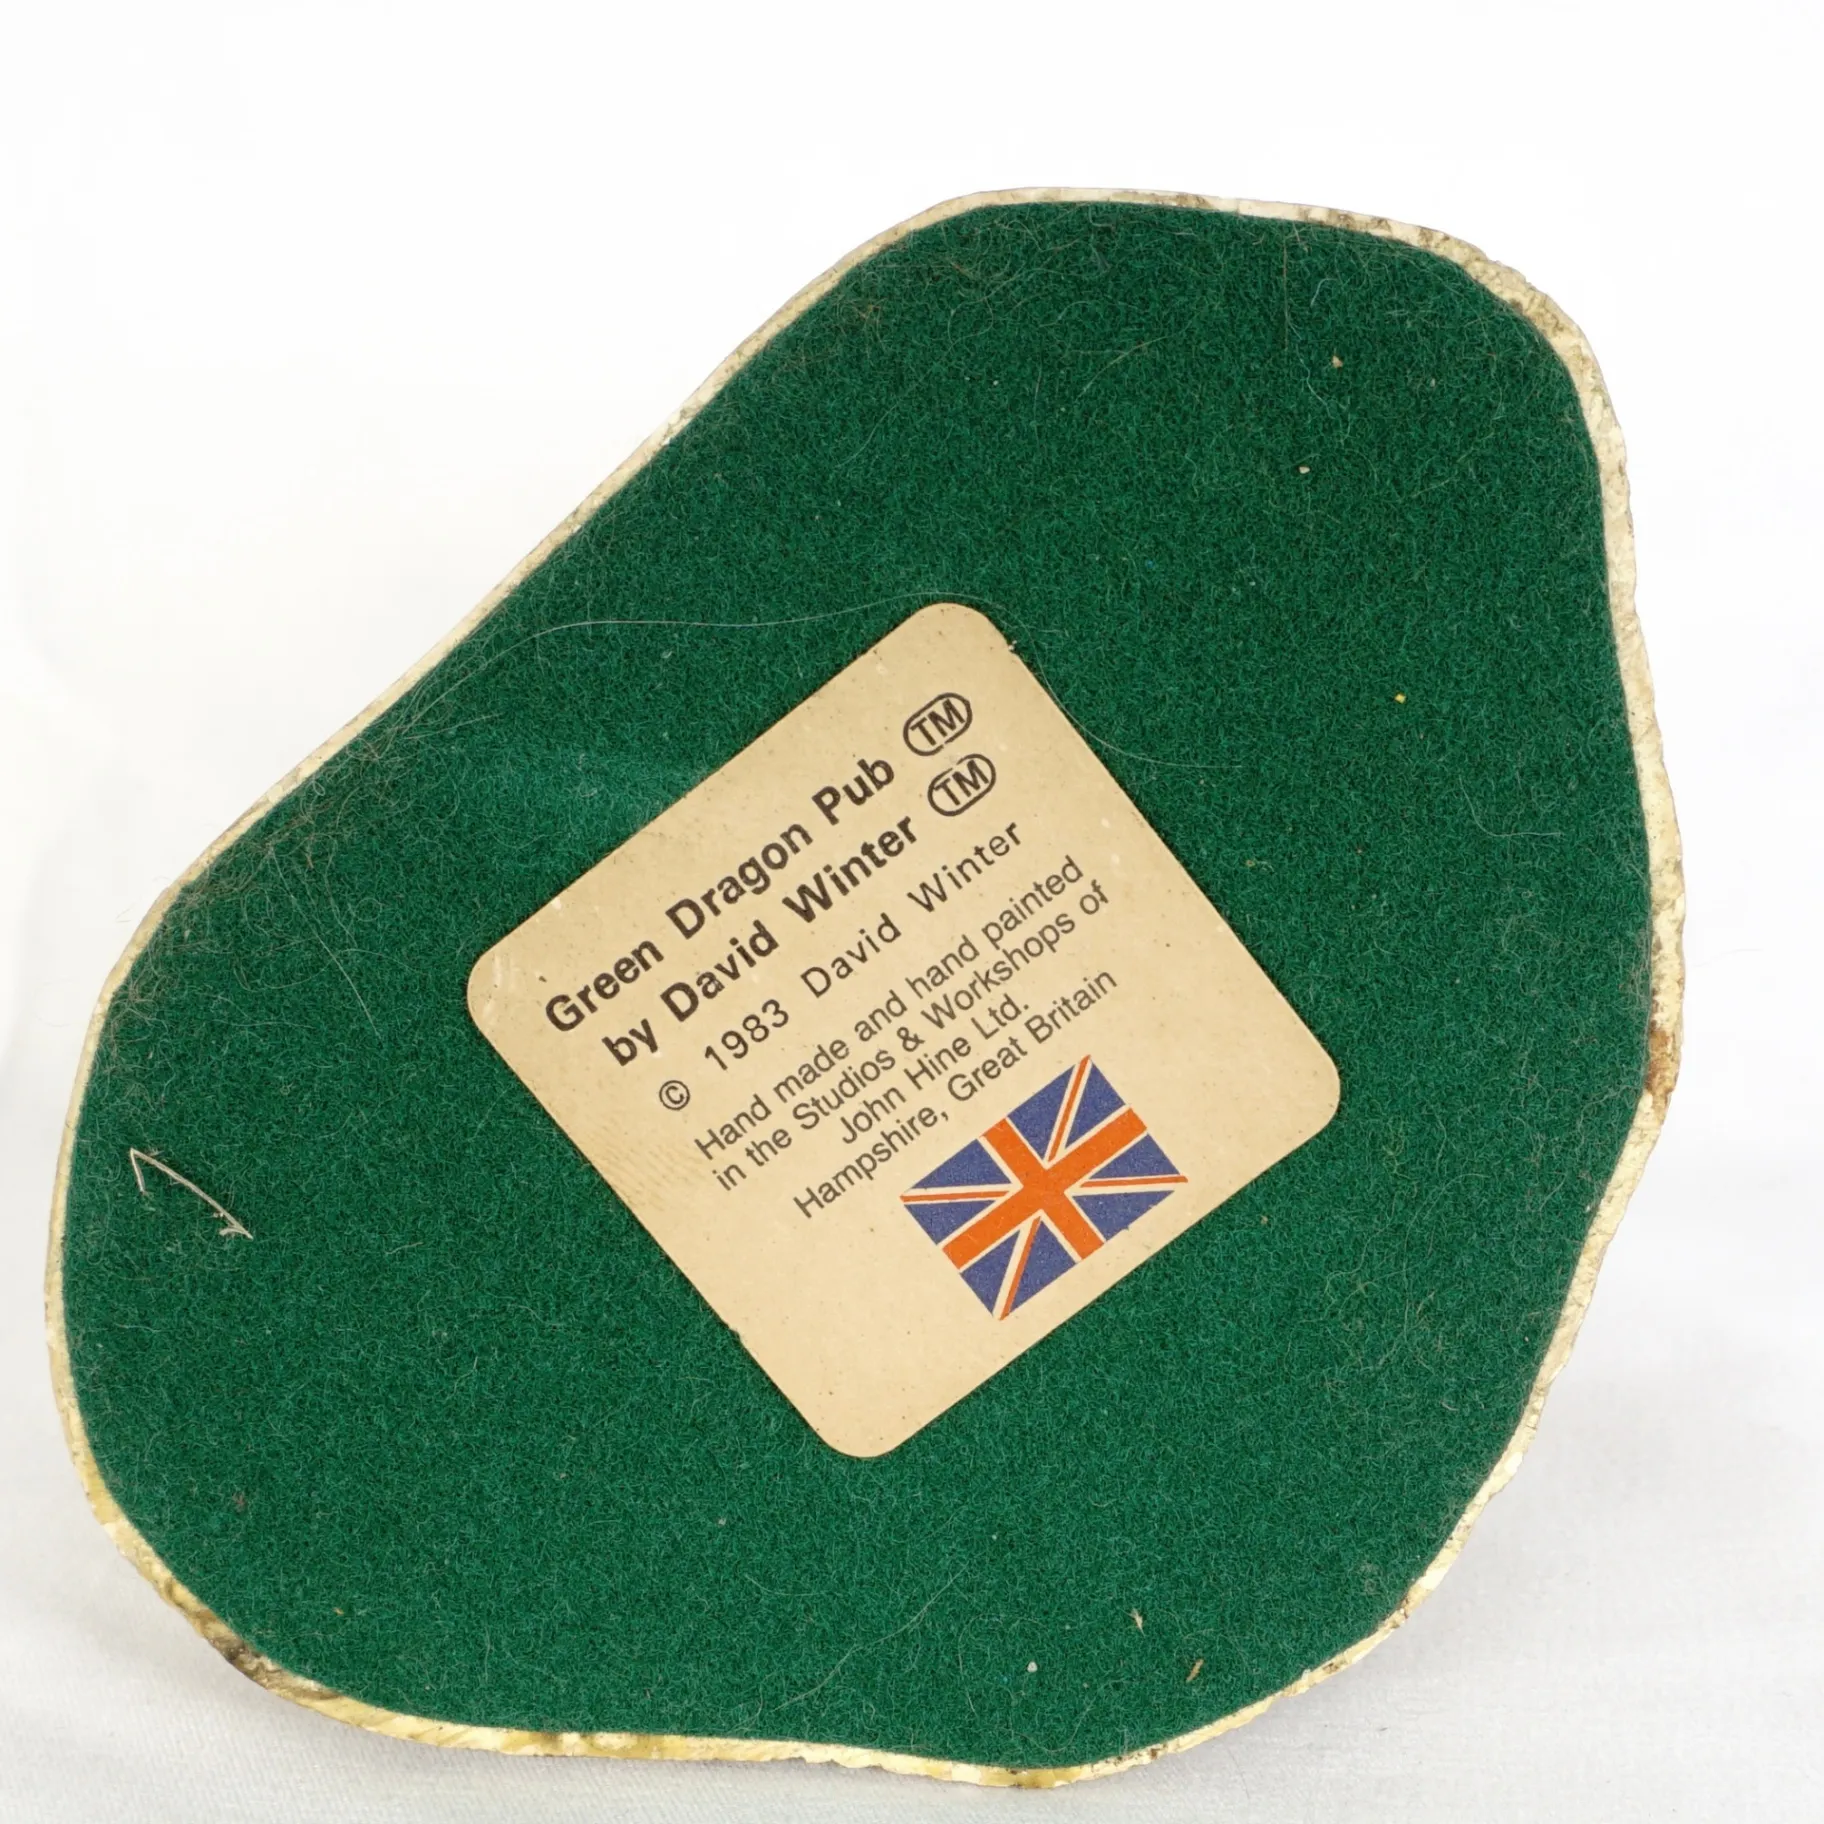 Green Dragon Pub TM
by David Winter TM
© 1983 David Winter
Hand made and hand painted
in the Studios & Workshops of
John Hine Ltd.
Hampshire, Great Britain